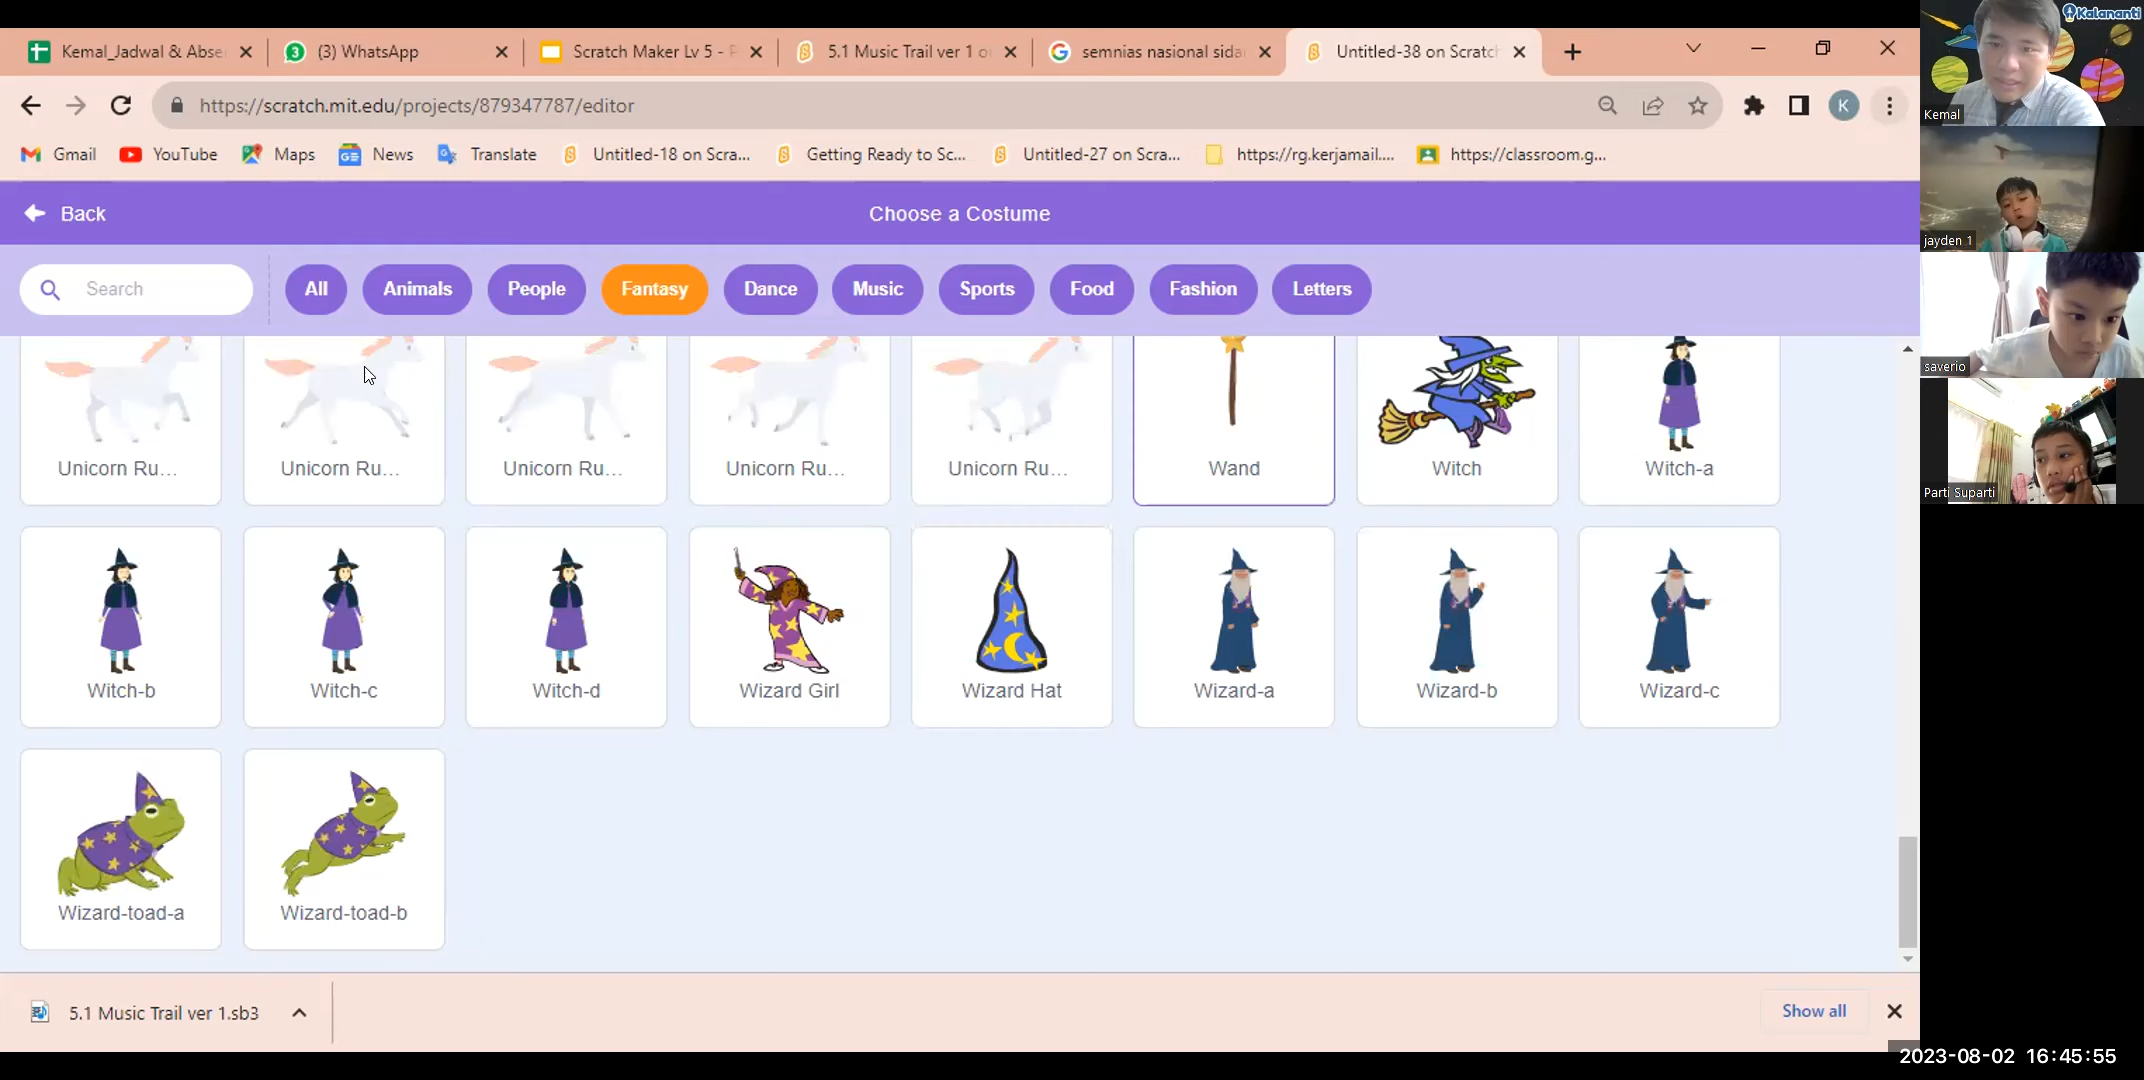 Kemal_Jadwal & Abse
(3) WhatsApp
Scratch Maker Lv 5 -
5.1 Music Trail ver 1 o
semnias nasional sida
Untitled-38 on Scratch
https://scratch.mit.edu/projects/879347787/editor
K
Gmail
YouTube
Maps
News
Translate
Untitled-18 on Scra...
Getting Ready to Sc...
Untitled-27 on Scra...
https://rg.kerjamail....
https://classroom.g...
Back
Choose a Costume
Search
All
Animals
People
Fantasy
Dance
Music
Sports
Food
Fashion
Letters
Unicorn Ru...
Unicorn Ru...
Unicorn Ru...
Unicorn Ru...
Unicorn Ru...
Wand
Witch
Witch-a
Witch-b
Witch-c
Witch-d
Wizard Girl
Wizard Hat
Wizard-a
Wizard-b
Wizard-c
Wizard-toad-a
Wizard-toad-b
5.1 Music Trail ver 1.sb3
Show all
Kalananti
Kemal
jayden 1
saverio
Parti Suparti
2023-08-02 16:45:55